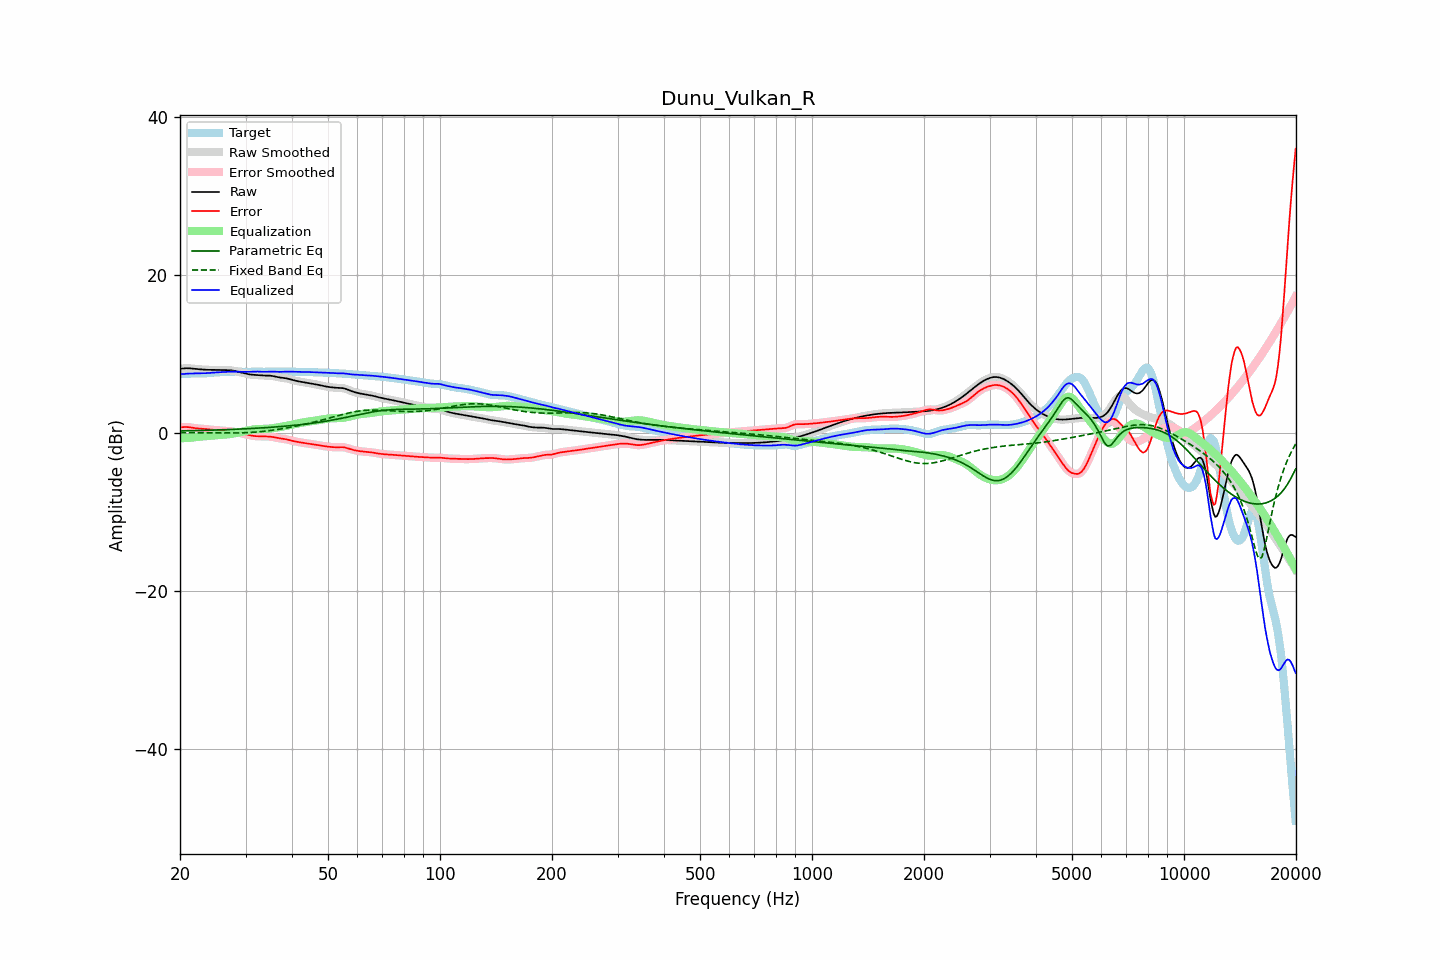 Dunu_Vulkan_R
Target
Raw Smoothed
Error Smoothed
Raw
Error
Equalization
Parametric Eq
Fixed Band Eq
Equalized
40
20
0
−20
−40
Amplitude (dBr)
20
50
100
200
500
1000
2000
5000
10000
20000
Frequency (Hz)